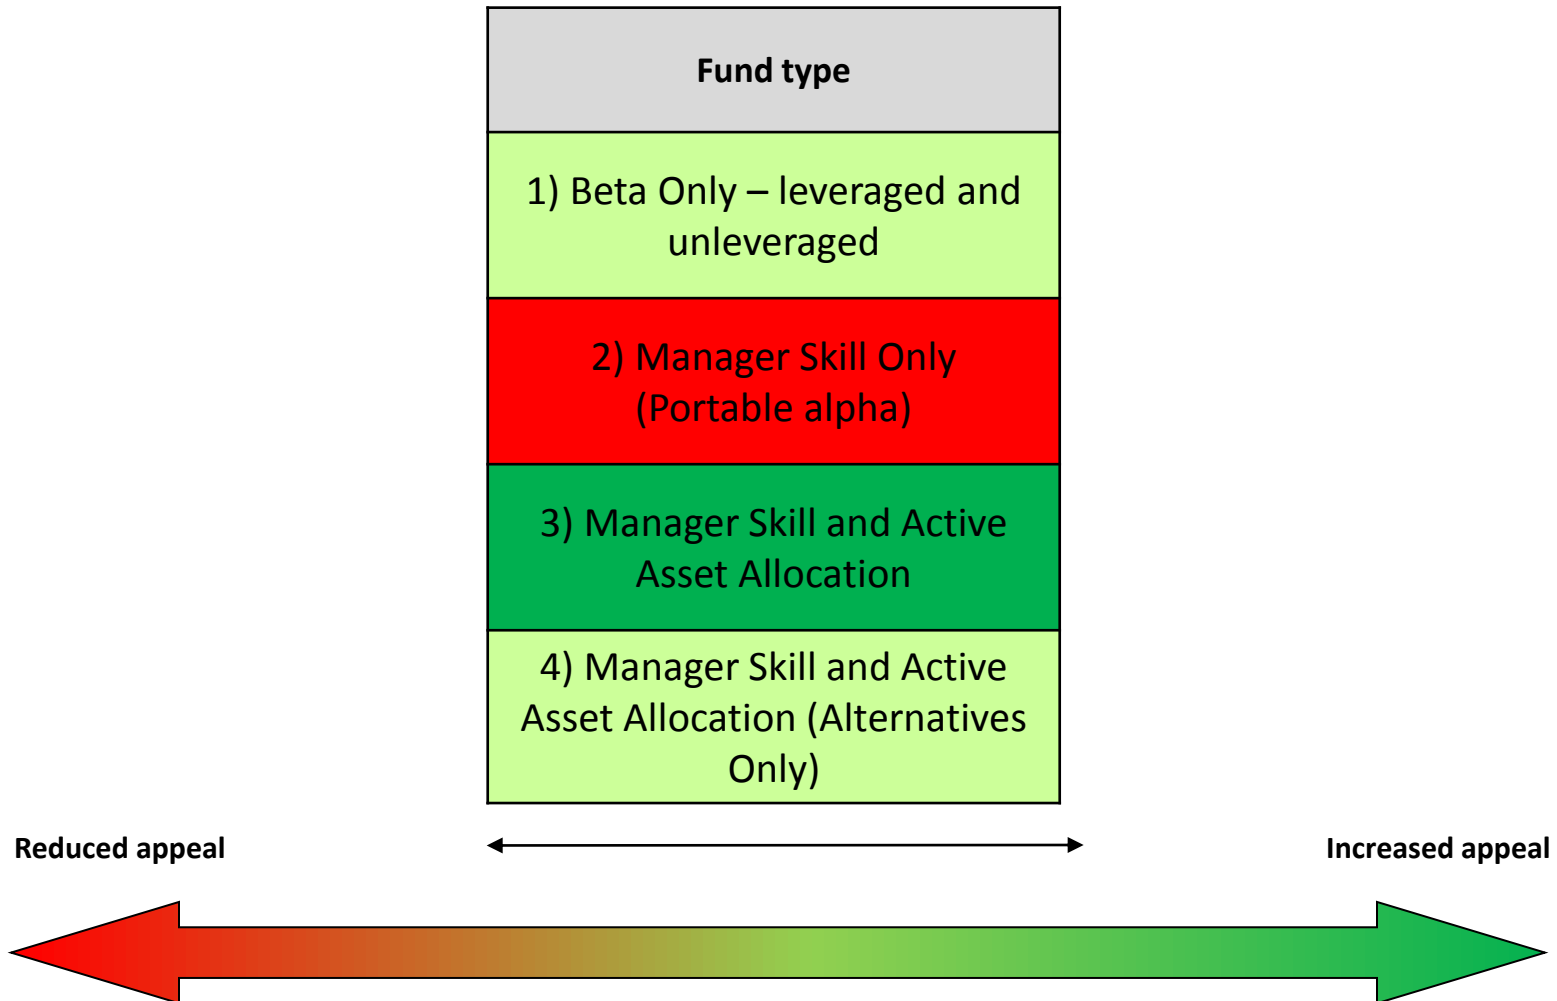 Fund type
1) Beta Only – leveraged and
unleveraged
2) Manager Skill Only
(Portable alpha)
3) Manager Skill and Active
Asset Allocation
4) Manager Skill and Active
Asset Allocation (Alternatives
Only)
Reduced appeal
Increased appeal